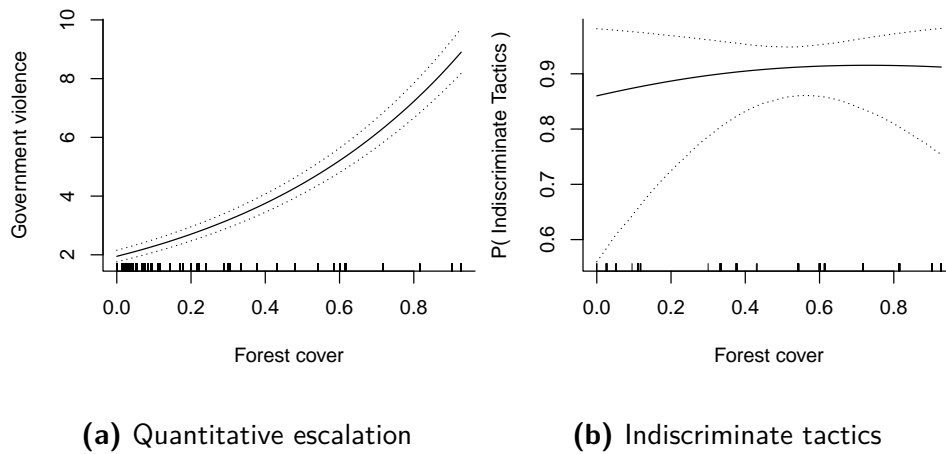 Government violence
10
8
6
4
2
0.0 0.2 0.4 0.6 0.8
Forest cover
(a) Quantitative escalation
P( Indiscriminate Tactics )
0.9
0.8
0.7
0.6
0.0 0.2 0.4 0.6 0.8
Forest cover
(b) Indiscriminate tactics